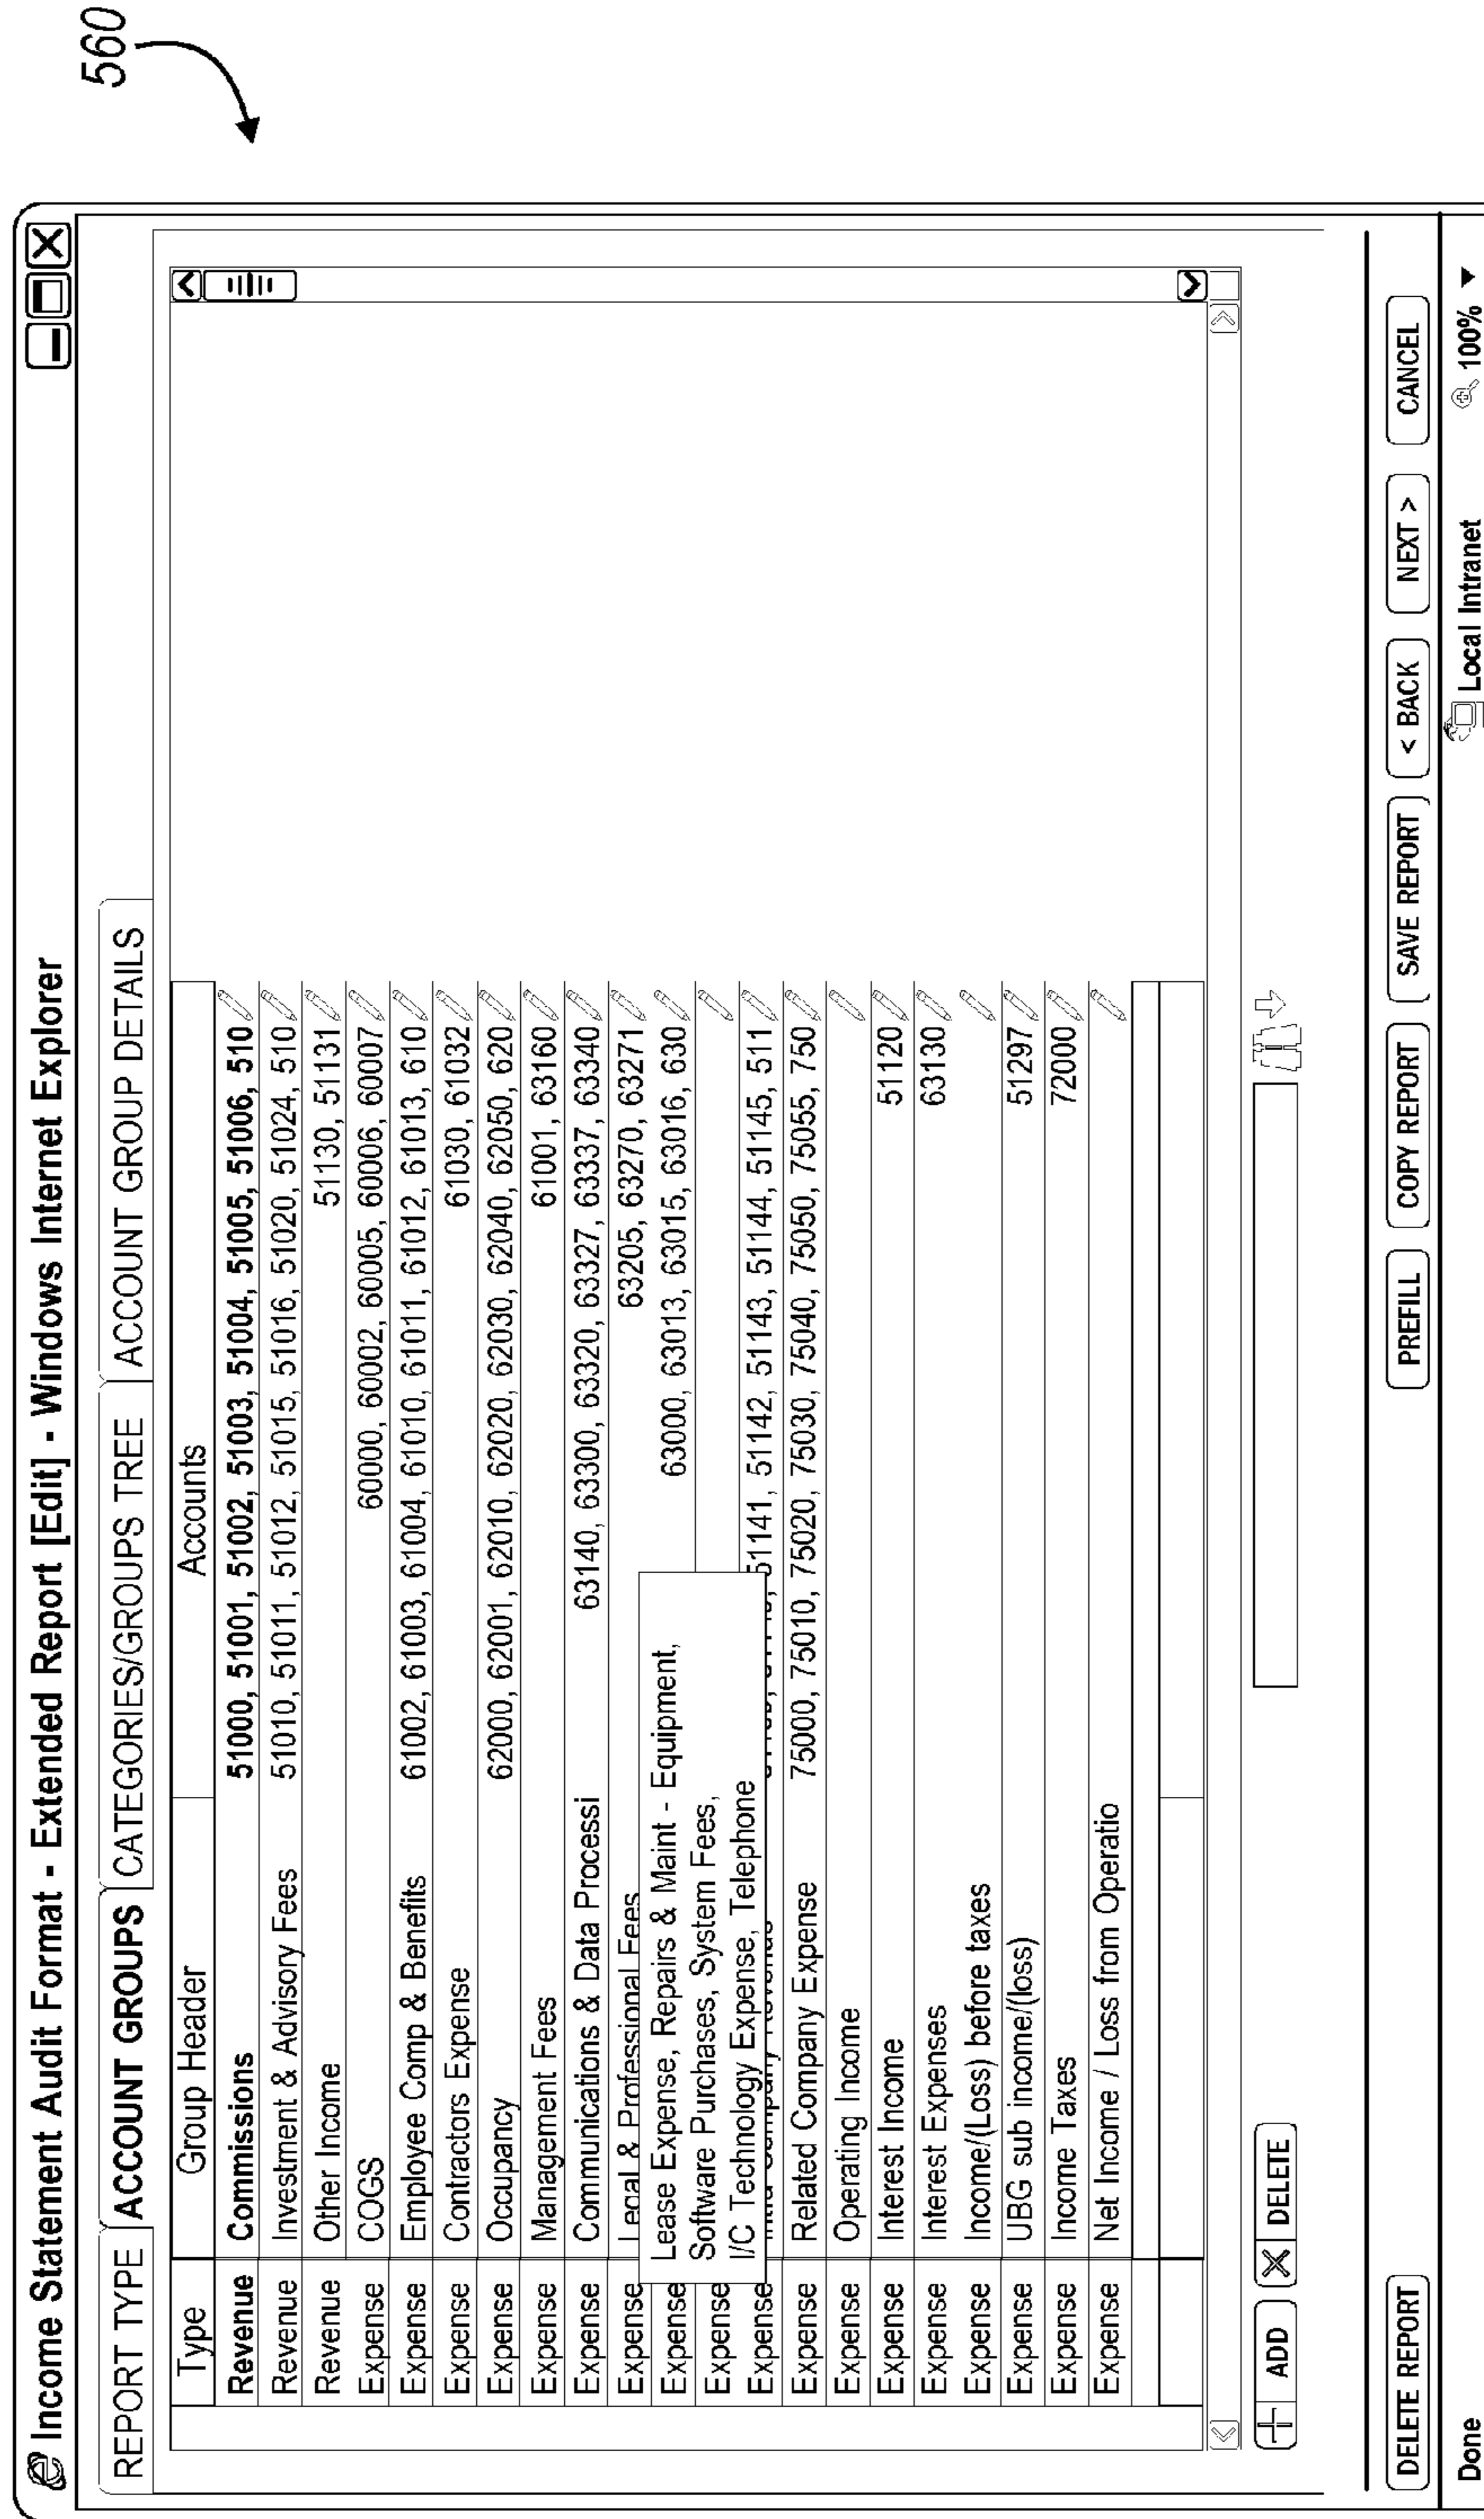 560
Income Statement Audit Format - Extended Report [Edit] - Windows Internet Explorer
REPORT TYPE ACCOUNT GROUPS CATEGORIES/GROUPS TREE ACCOUNT GROUP DETAILS
Type Group Header Accounts
Revenue Commissions 51000, 51001, 51002, 51003, 51004, 51005, 51006, 510
Revenue Investment & Advisory Fees 51010, 51011, 51012, 51015, 51016, 51020, 51024, 510
Revenue Other Income 51130, 51131
Expense COGS 60000, 60002, 60005, 60006, 60007
Expense Employee Comp & Benefits 61002, 61003, 61004, 61010, 61011, 61012, 61013, 610
Expense Contractors Expense 61030, 61032
Expense Occupancy 62000, 62001, 62010, 62020, 62030, 62040, 62050, 620
Expense Management Fees 61001, 63160
Expense Communications & Data Processi 63140, 63300, 63320, 63327, 63337, 63340
Expense Legal & Professional Fees 63205, 63270, 63271
Expense 63000, 63013, 63015, 63016, 630
Lease Expense, Repairs & Maint - Equipment,
Software Purchases, System Fees,
I/C Technology Expense, Telephone
Expense
Expense 51141, 51142, 51143, 51144, 51145, 511
Expense Related Company Expense 75000, 75010, 75020, 75030, 75040, 75050, 75055, 750
Expense Operating Income
Expense Interest Income 51120
Expense Interest Expenses 63130
Expense Income/(Loss) before taxes
Expense UBG sub income/(loss) 51297
Expense Income Taxes 72000
Expense Net Income / Loss from Operatio
ADD DELETE
DELETE REPORT PREFILL COPY REPORT SAVE REPORT < BACK NEXT > CANCEL
Done Local Intranet 100%